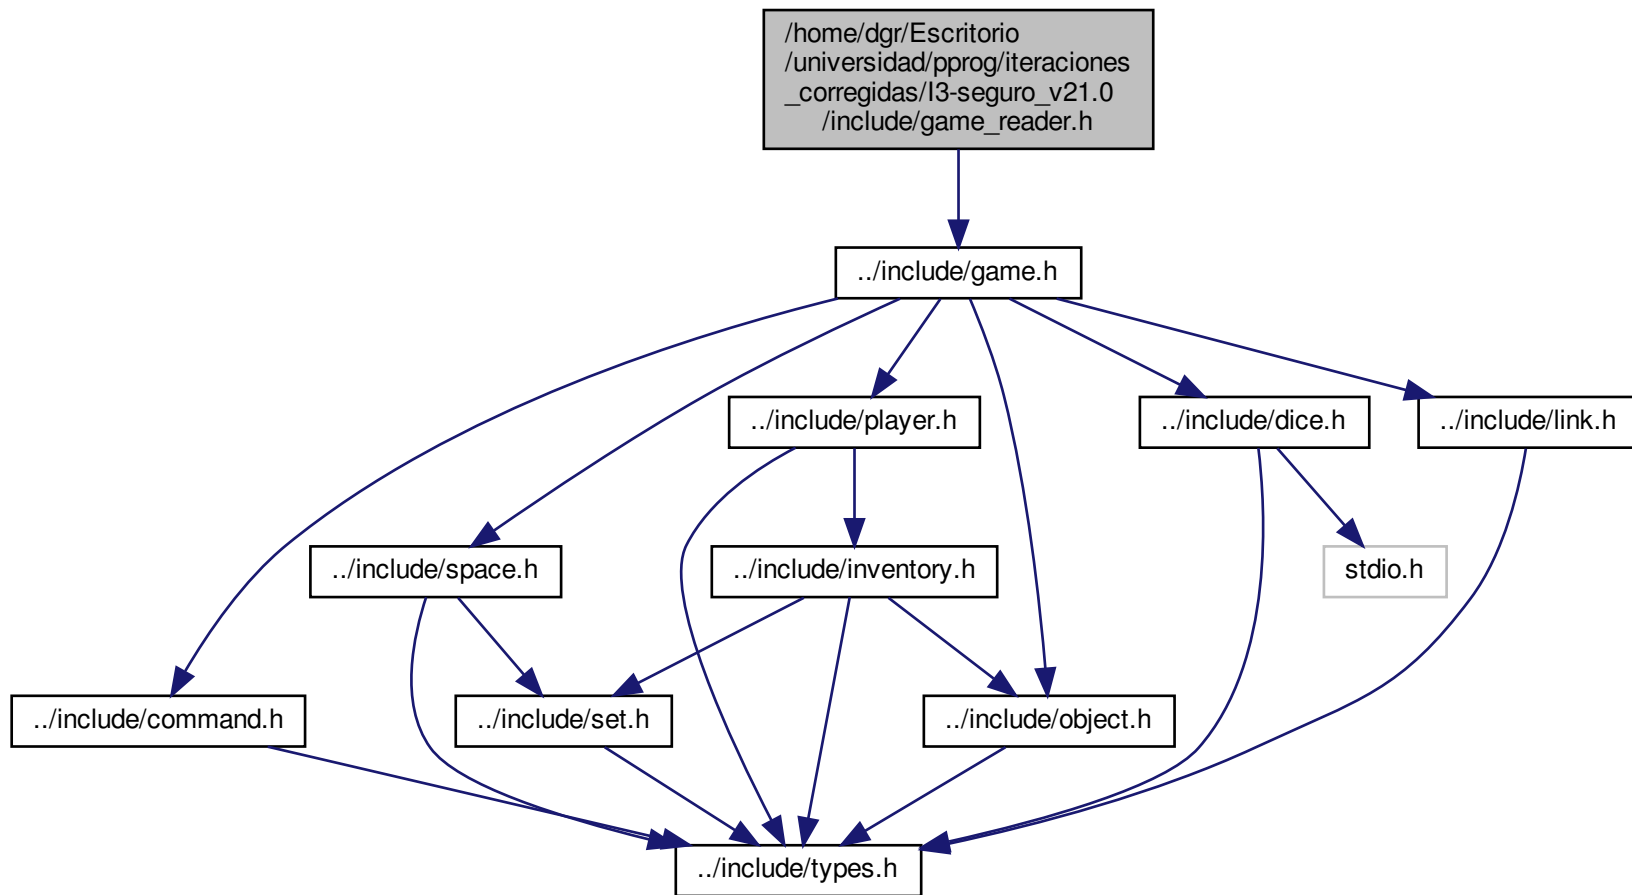 /home/dgr/Escritorio
/universidad/pprog/iteraciones
_corregidas/I3-seguro_v21.0
/include/game_reader.h
../include/game.h
../include/player.h
../include/dice.h
../include/link.h
../include/space.h
../include/inventory.h
stdio.h
../include/command.h
../include/set.h
../include/object.h
../include/types.h